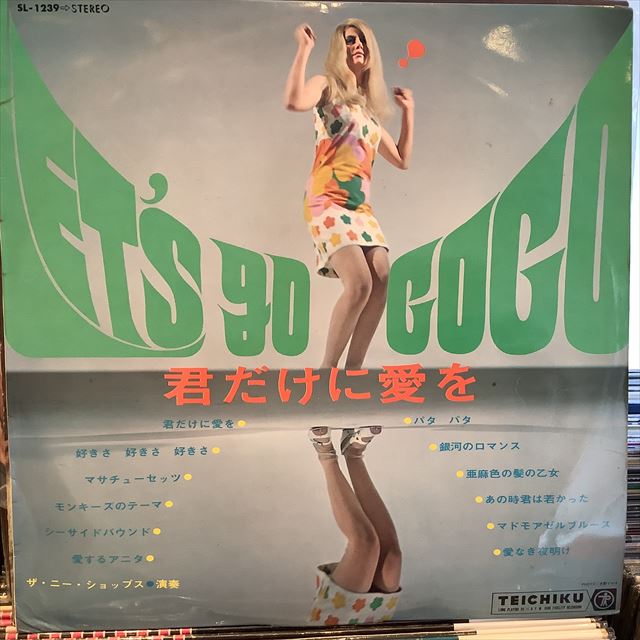 SL-1239⇨STEREO
LET'S go GOGO
君だけに愛を
君だけに愛を
好きさ 好きさ 好きさ
マサチューセッツ
モンキーズのテーマ
シーサイドバウンド
愛するアニタ
ザ・ニー・ショップス●演奏
パタ パタ
銀河のロマンス
亜麻色の髪の乙女
あの時君は若かった
マドモアゼルブルース
愛なき夜明け
TEICHIKU